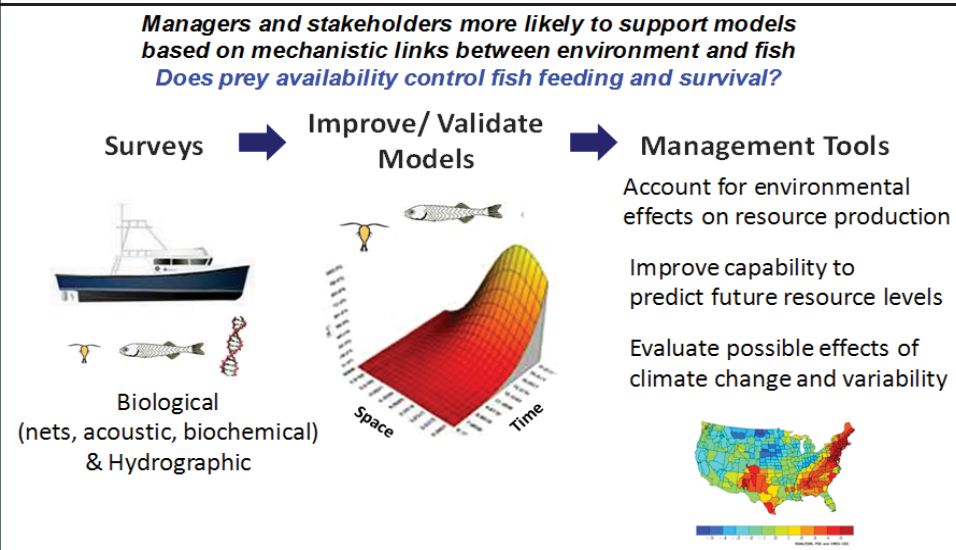 Managers and stakeholders more likely to support models
based on mechanistic links between environment and fish
Does prey availability control fish feeding and survival?
Surveys
Improve/ Validate
Models
Management Tools
Account for environmental
effects on resource production
Improve capability to
predict future resource levels
Evaluate possible effects of
climate change and variability
Biological
(nets, acoustic, biochemical)
& Hydrographic
Space
Time